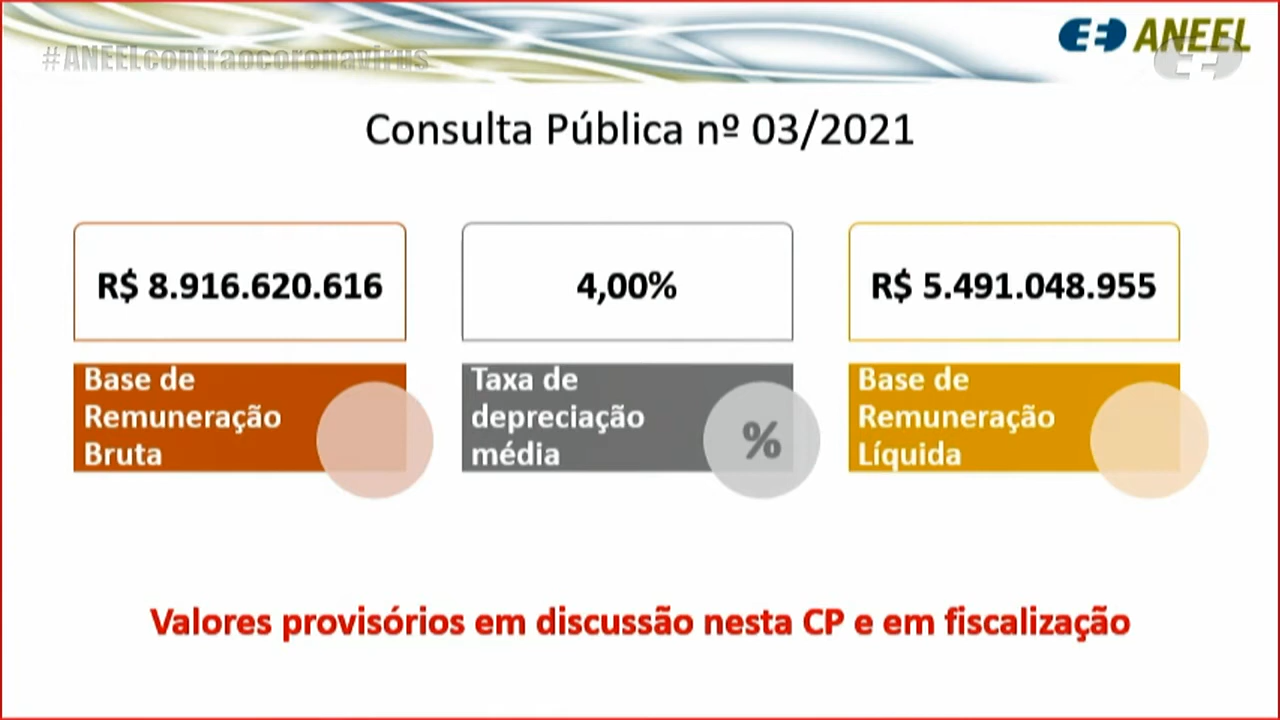 #ANEELcontraocoronavirus
ANEEL
Consulta Pública nº 03/2021
R$ 8.916.620.616
4,00%
R$ 5.491.048.955
Base de
Remuneração
Bruta
Taxa de
depreciação
média
%
Base de
Remuneração
Líquida
Valores provisórios em discussão nesta CP e em fiscalização